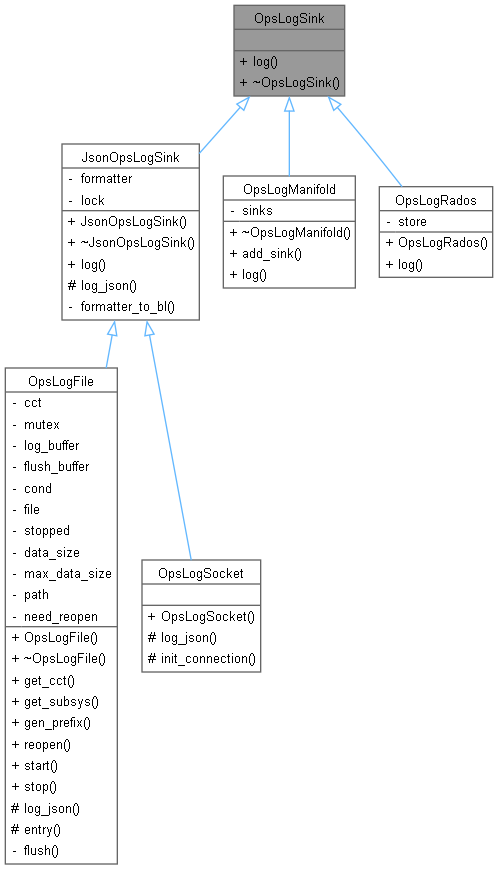 OpsLogSink
+ log()
+ ~OpsLogSink()
JsonOpsLogSink
- formatter
- lock
+ JsonOpsLogSink()
+ ~JsonOpsLogSink()
+ log()
# log_json()
- formatter_to_bl()
OpsLogManifold
- sinks
+ ~OpsLogManifold()
+ add_sink()
+ log()
OpsLogRados
- store
+ OpsLogRados()
+ log()
OpsLogFile
- cct
- mutex
- log_buffer
- flush_buffer
- cond
- file
- stopped
- data_size
- max_data_size
- path
- need_reopen
+ OpsLogFile()
+ ~OpsLogFile()
+ get_cct()
+ get_subsys()
+ gen_prefix()
+ reopen()
+ start()
+ stop()
# log_json()
# entry()
- flush()
OpsLogSocket
+ OpsLogSocket()
# log_json()
# init_connection()